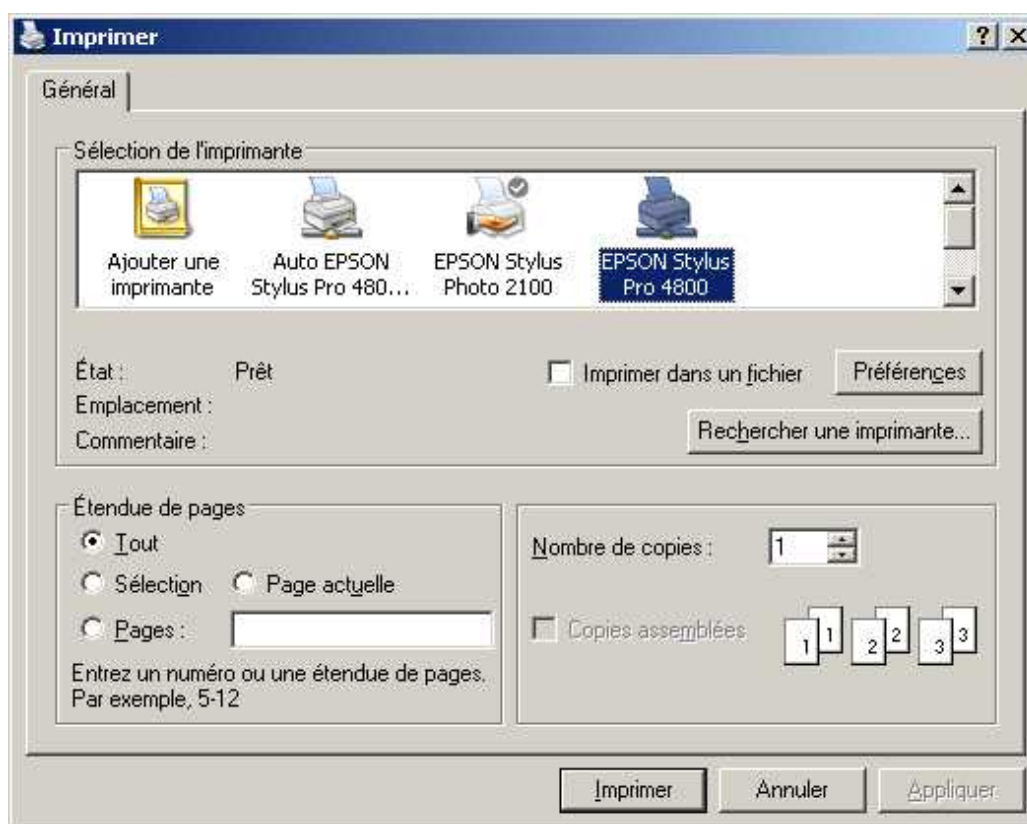 Imprimer
Général
Sélection de l'imprimante
Ajouter une
imprimante
Auto EPSON
Stylus Pro 480...
EPSON Stylus
Photo 2100
EPSON Stylus
Pro 4800
État : Prêt
Imprimer dans un fichier
Préférences
Emplacement :
Commentaire :
Rechercher une imprimante...
Étendue de pages
Tout
Sélection
Page actuelle
Pages :
Entrez un numéro ou une étendue de pages.
Par exemple, 5-12
Nombre de copies : 1
Copies assemblées
1 1 2 2 3 3
Imprimer
Annuler
Appliquer